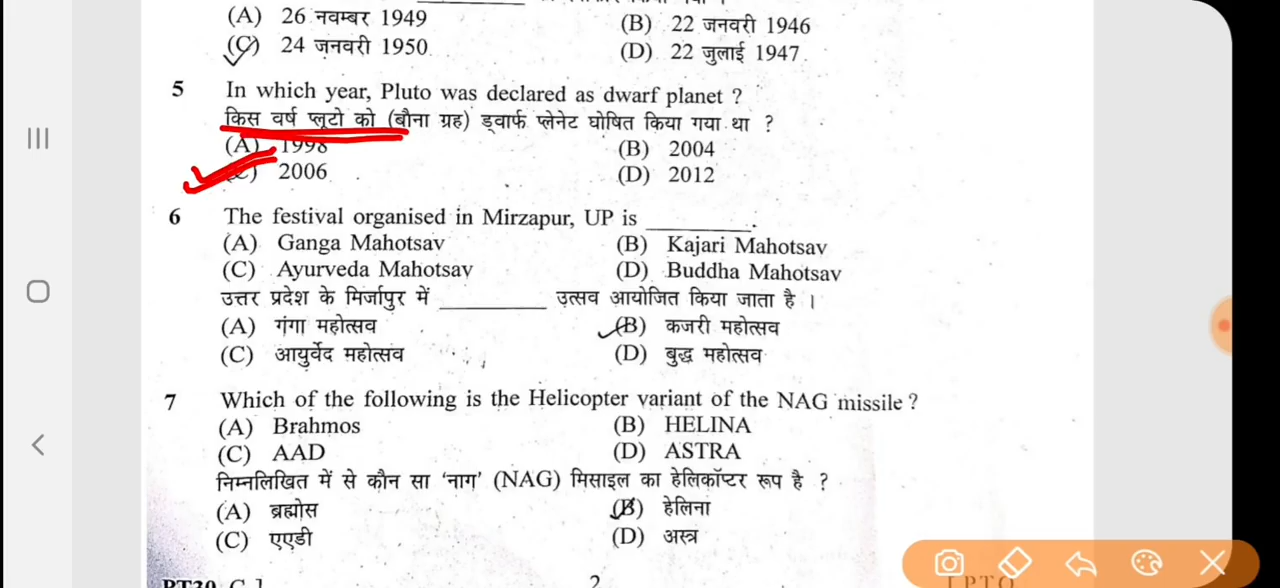 (A) 26 नवम्बर 1949 (B) 22 जनवरी 1946
(C) 24 जनवरी 1950 (D) 22 जुलाई 1947
5 In which year, Pluto was declared as dwarf planet ?
किस वर्ष प्लूटो को (बौना ग्रह) ड्वार्फ प्लेनेट घोषित किया गया था ?
(A) 1998 (B) 2004
(C) 2006 (D) 2012
6 The festival organised in Mirzapur, UP is ________.
(A) Ganga Mahotsav (B) Kajari Mahotsav
(C) Ayurveda Mahotsav (D) Buddha Mahotsav
उत्तर प्रदेश के मिर्जापुर में ________ उत्सव आयोजित किया जाता है ।
(A) गंगा महोत्सव (B) कजरी महोत्सव
(C) आयुर्वेद महोत्सव (D) बुद्ध महोत्सव
7 Which of the following is the Helicopter variant of the NAG missile ?
(A) Brahmos (B) HELINA
(C) AAD (D) ASTRA
निम्नलिखित में से कौन सा ‘नाग’ (NAG) मिसाइल का हेलिकॉप्टर रूप है ?
(A) ब्रह्मोस (B) हेलिना
(C) एएडी (D) अस्त्र
2 [ PTO